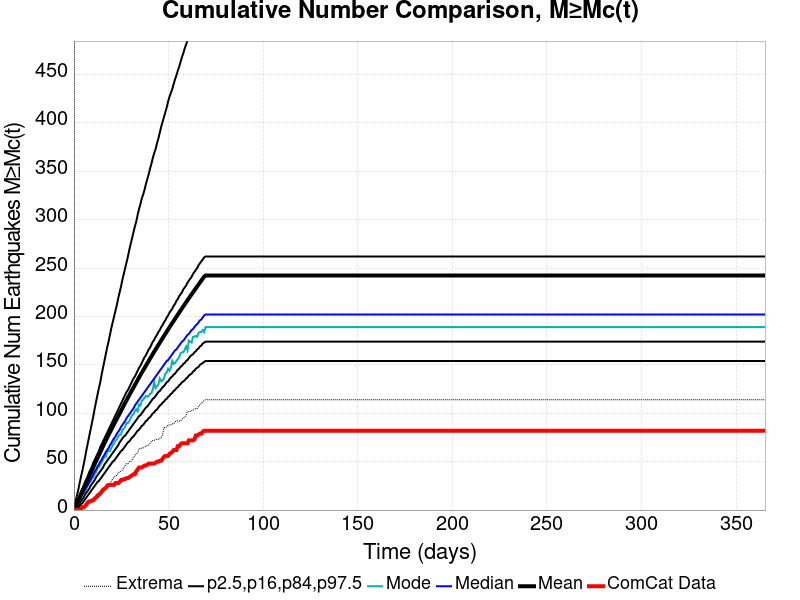 Cumulative Number Comparison, M≥Mc(t)
Cumulative Num Earthquakes M≥Mc(t)
450
400
350
300
250
200
150
100
50
0
0 50 100 150 200 250 300 350
Time (days)
Extrema p2.5,p16,p84,p97.5 Mode Median Mean ComCat Data